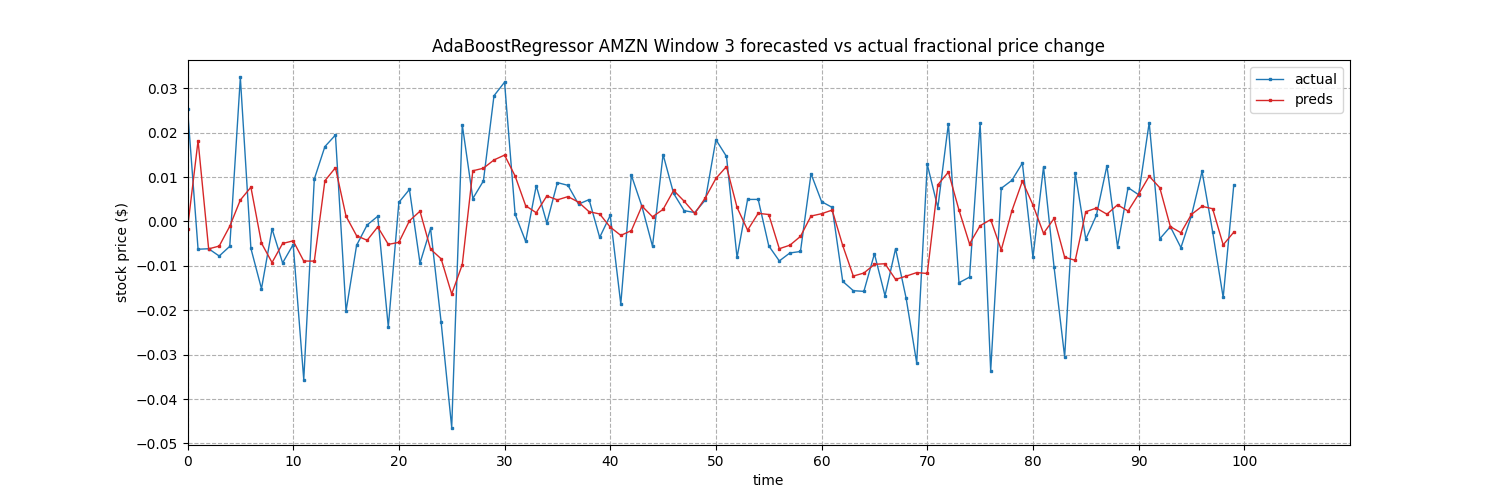 AdaBoostRegressor AMZN Window 3 forecasted vs actual fractional price change
actual
preds
stock price ($)
0.03
0.02
0.01
0.00
−0.01
−0.02
−0.03
−0.04
−0.05
0 10 20 30 40 50 60 70 80 90 100
time